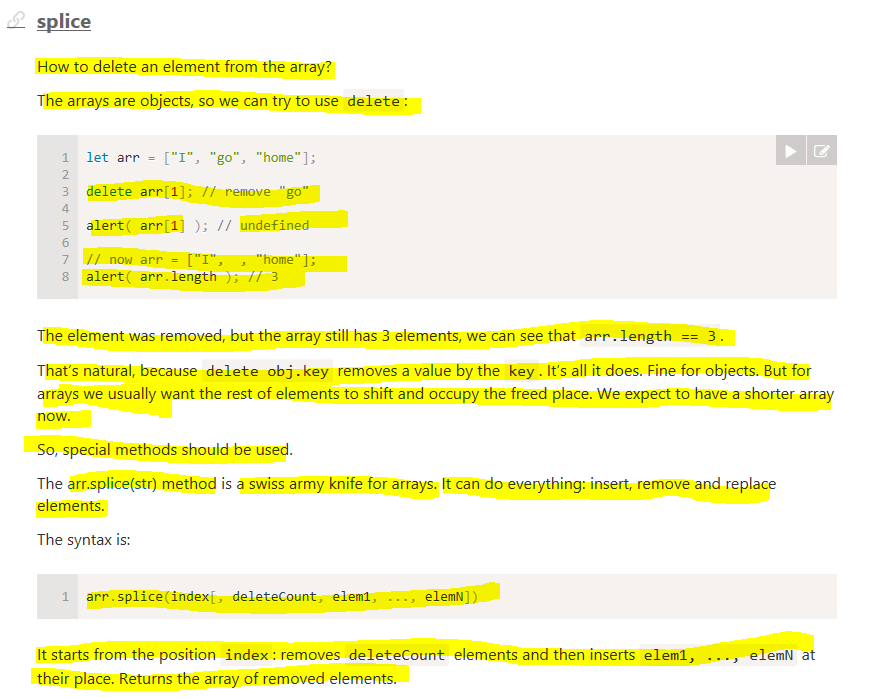 splice
How to delete an element from the array?
The arrays are objects, so we can try to use delete:
1 let arr = ["I", "go", "home"];
2
3 delete arr[1]; // remove "go"
4
5 alert( arr[1] ); // undefined
6
7 // now arr = ["I",  , "home"];
8 alert( arr.length ); // 3
The element was removed, but the array still has 3 elements, we can see that arr.length == 3.
That's natural, because delete obj.key removes a value by the key. It's all it does. Fine for objects. But for
arrays we usually want the rest of elements to shift and occupy the freed place. We expect to have a shorter array
now.
So, special methods should be used.
The arr.splice(str) method is a swiss army knife for arrays. It can do everything: insert, remove and replace
elements.
The syntax is:
1 arr.splice(index[, deleteCount, elem1, ..., elemN])
It starts from the position index: removes deleteCount elements and then inserts elem1, ..., elemN at
their place. Returns the array of removed elements.